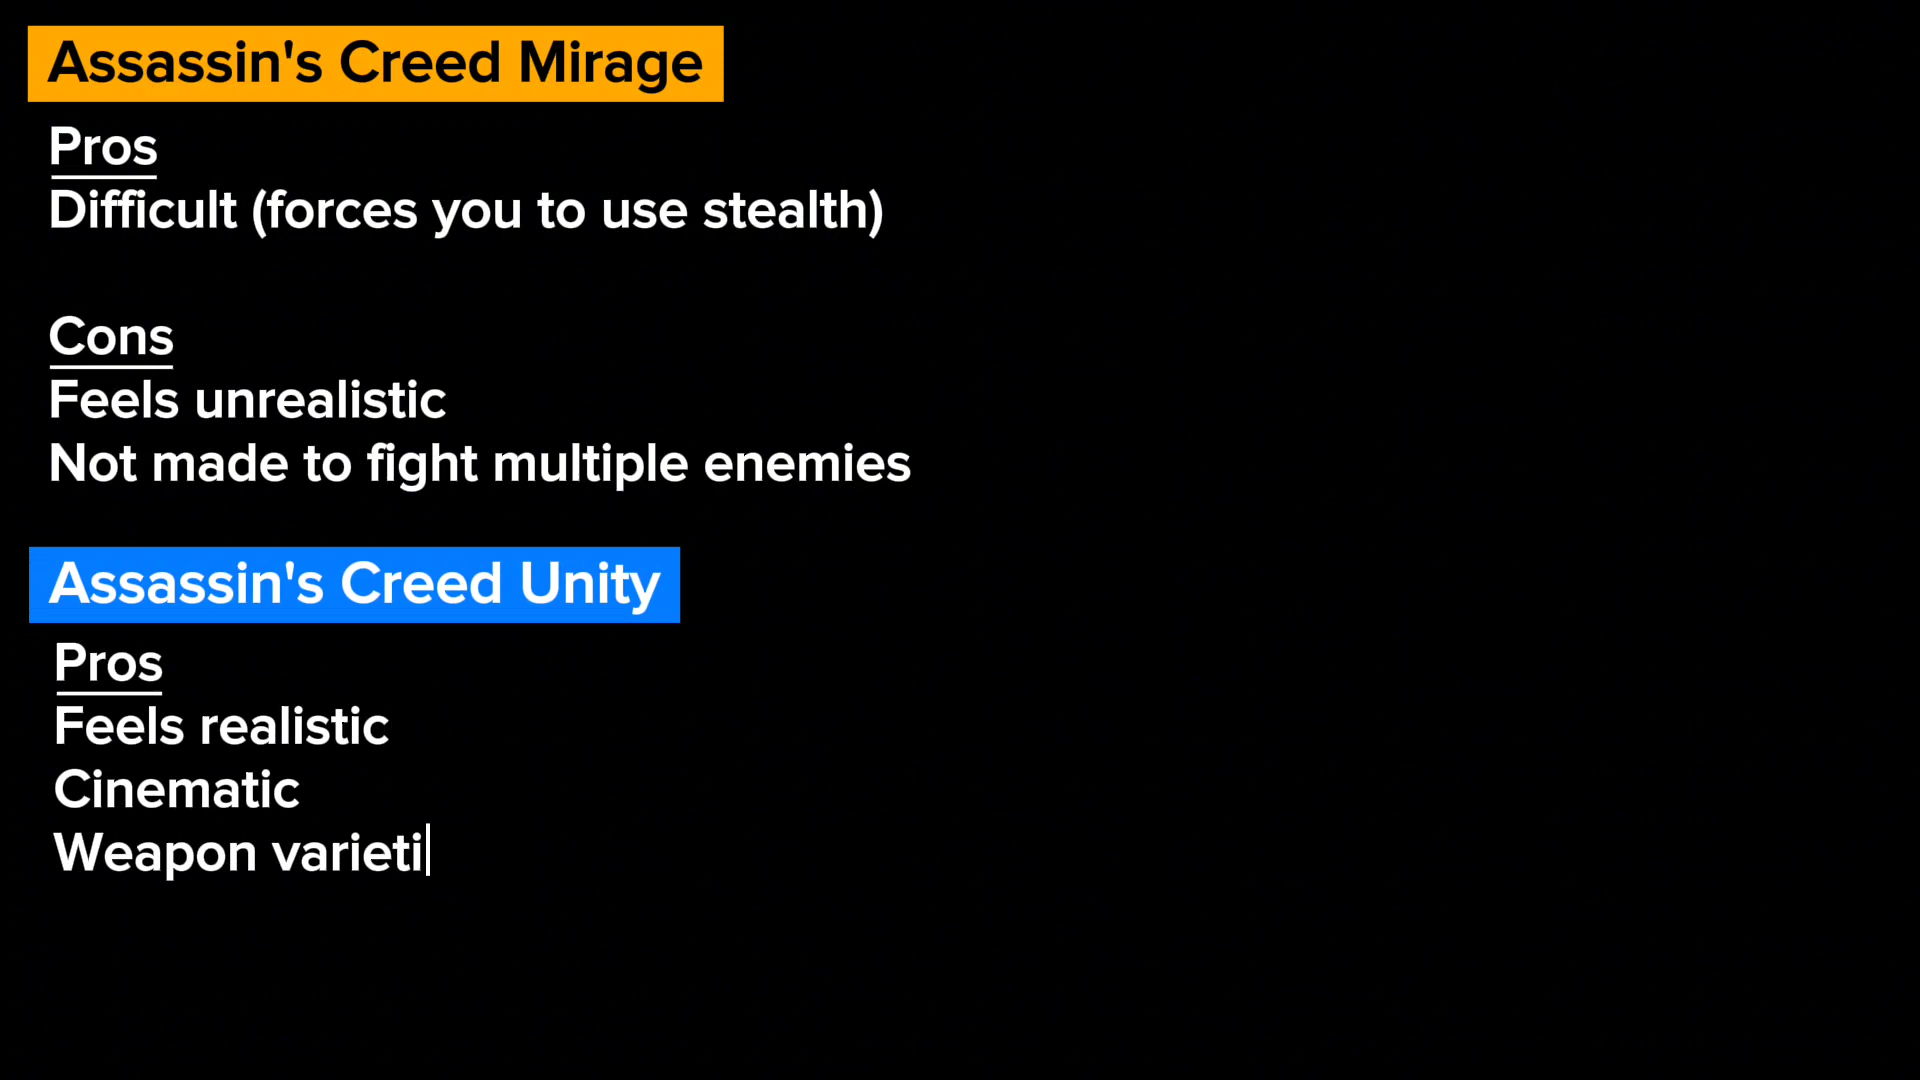 Assassin's Creed Mirage
Pros
Difficult (forces you to use stealth)
Cons
Feels unrealistic
Not made to fight multiple enemies
Assassin's Creed Unity
Pros
Feels realistic
Cinematic
Weapon varieti